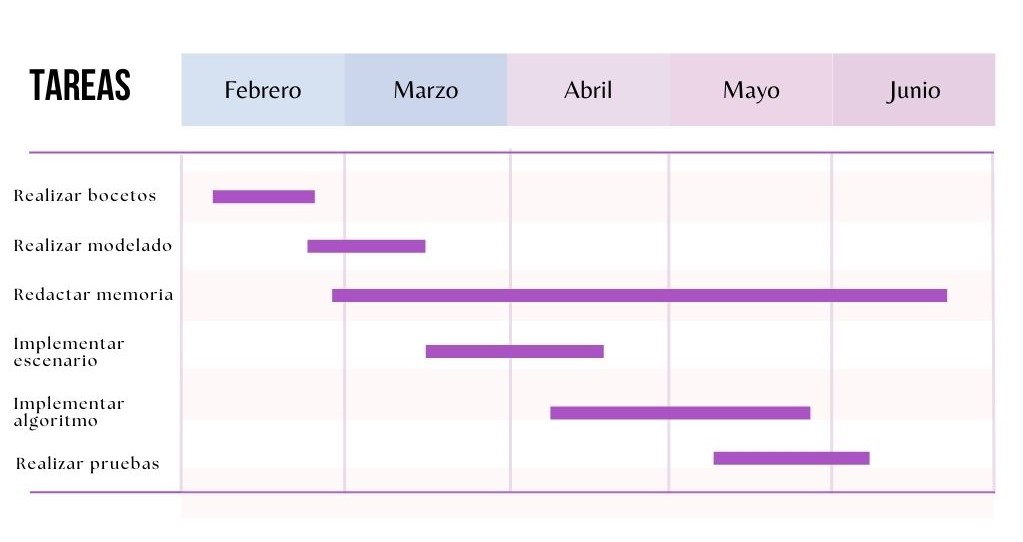 TAREAS
Febrero
Marzo
Abril
Mayo
Junio
Realizar bocetos
Realizar modelado
Redactar memoria
Implementar
escenario
Implementar
algoritmo
Realizar pruebas